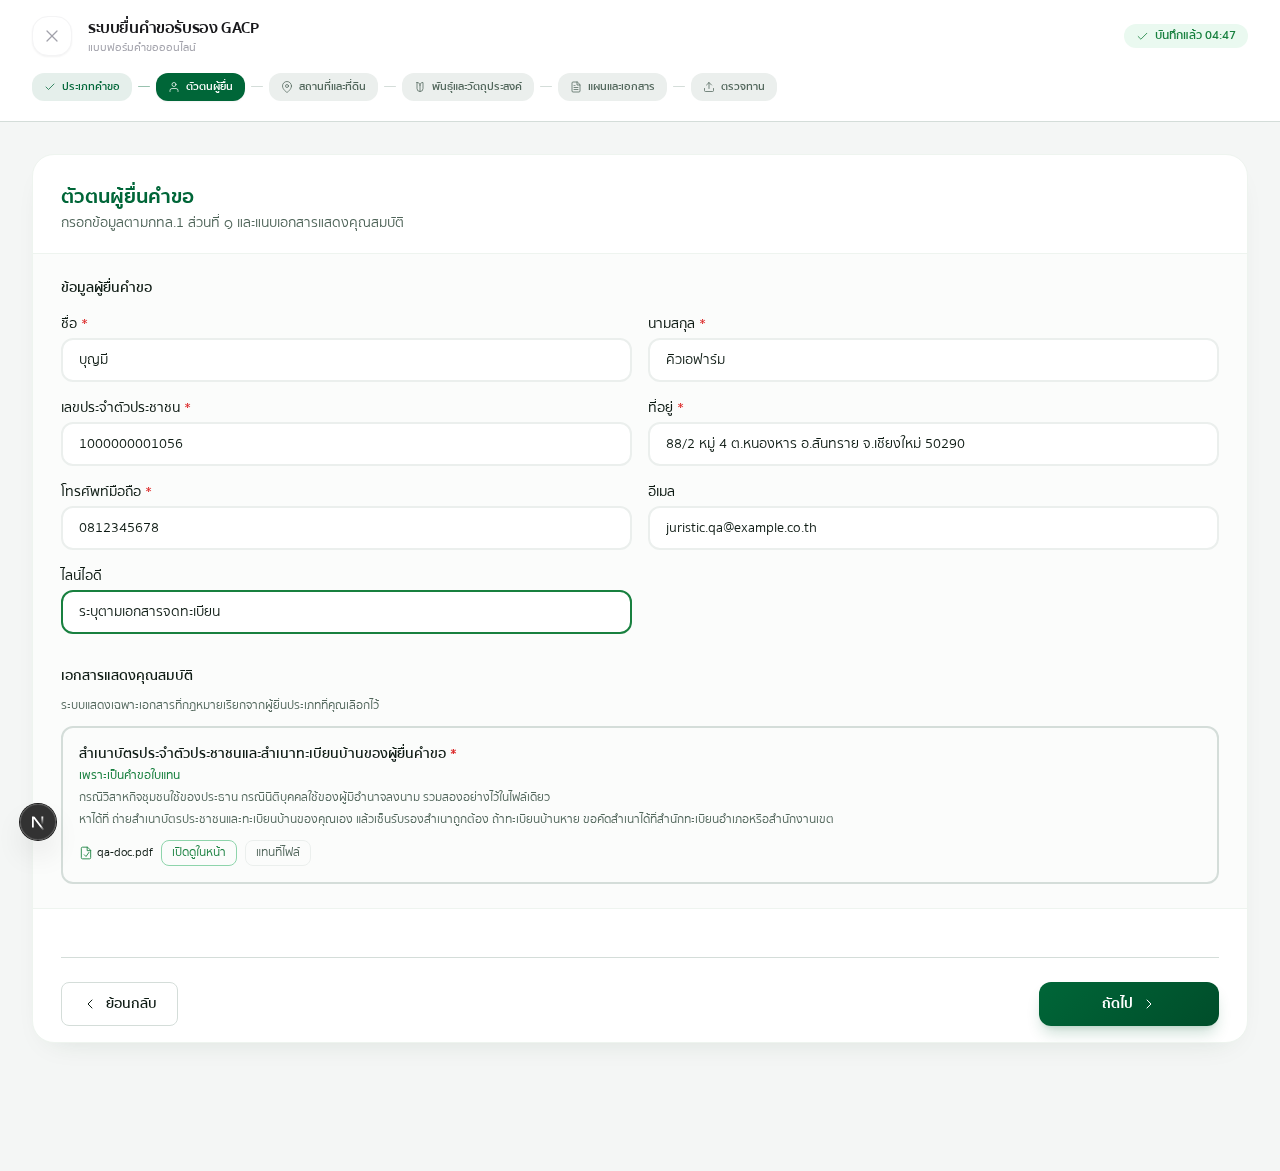 ระบบยื่นคำขอรับรอง GACP
แบบฟอร์มคำขอออนไลน์
บันทึกแล้ว 04:47
ประเภทคำขอ
ตัวตนผู้ยื่น
สถานที่และที่ดิน
พันธุ์และวัตถุประสงค์
แผนและเอกสาร
ตรวจทาน
ตัวตนผู้ยื่นคำขอ
กรอกข้อมูลตามภทล.1 ส่วนที่ ๑ และแนบเอกสารแสดงคุณสมบัติ
ข้อมูลผู้ยื่นคำขอ
ชื่อ *
นามสกุล *
บุญมี
คิวเอฟาร์ม
เลขประจำตัวประชาชน *
ที่อยู่ *
1000000001056
88/2 หมู่ 4 ต.หนองหาร อ.สันทราย จ.เชียงใหม่ 50290
โทรศัพท์มือถือ *
อีเมล
0812345678
juristic.qa@example.co.th
ไลน์ไอดี
ระบุตามเอกสารจดทะเบียน
เอกสารแสดงคุณสมบัติ
ระบบแสดงเฉพาะเอกสารที่กฎหมายเรียกจากผู้ยื่นประเภทที่คุณเลือกไว้
สำเนาบัตรประจำตัวประชาชนและสำเนาทะเบียนบ้านของผู้ยื่นคำขอ *
เพราะเป็นคำขอใบแทน
กรณีวิสาหกิจชุมชนใช้ของประธาน กรณีนิติบุคคลใช้ของผู้มีอำนาจลงนาม รวมสองอย่างไว้ในไฟล์เดียว
หาได้ที่ ถ่ายสำเนาบัตรประชาชนและทะเบียนบ้านของคุณเอง แล้วเซ็นรับรองสำเนาถูกต้อง ถ้าทะเบียนบ้านหาย ขอคัดสำเนาได้ที่สำนักทะเบียนอำเภอหรือสำนักงานเขต
qa-doc.pdf
เปิดดูในหน้า
แทนที่ไฟล์
ย้อนกลับ
ถัดไป